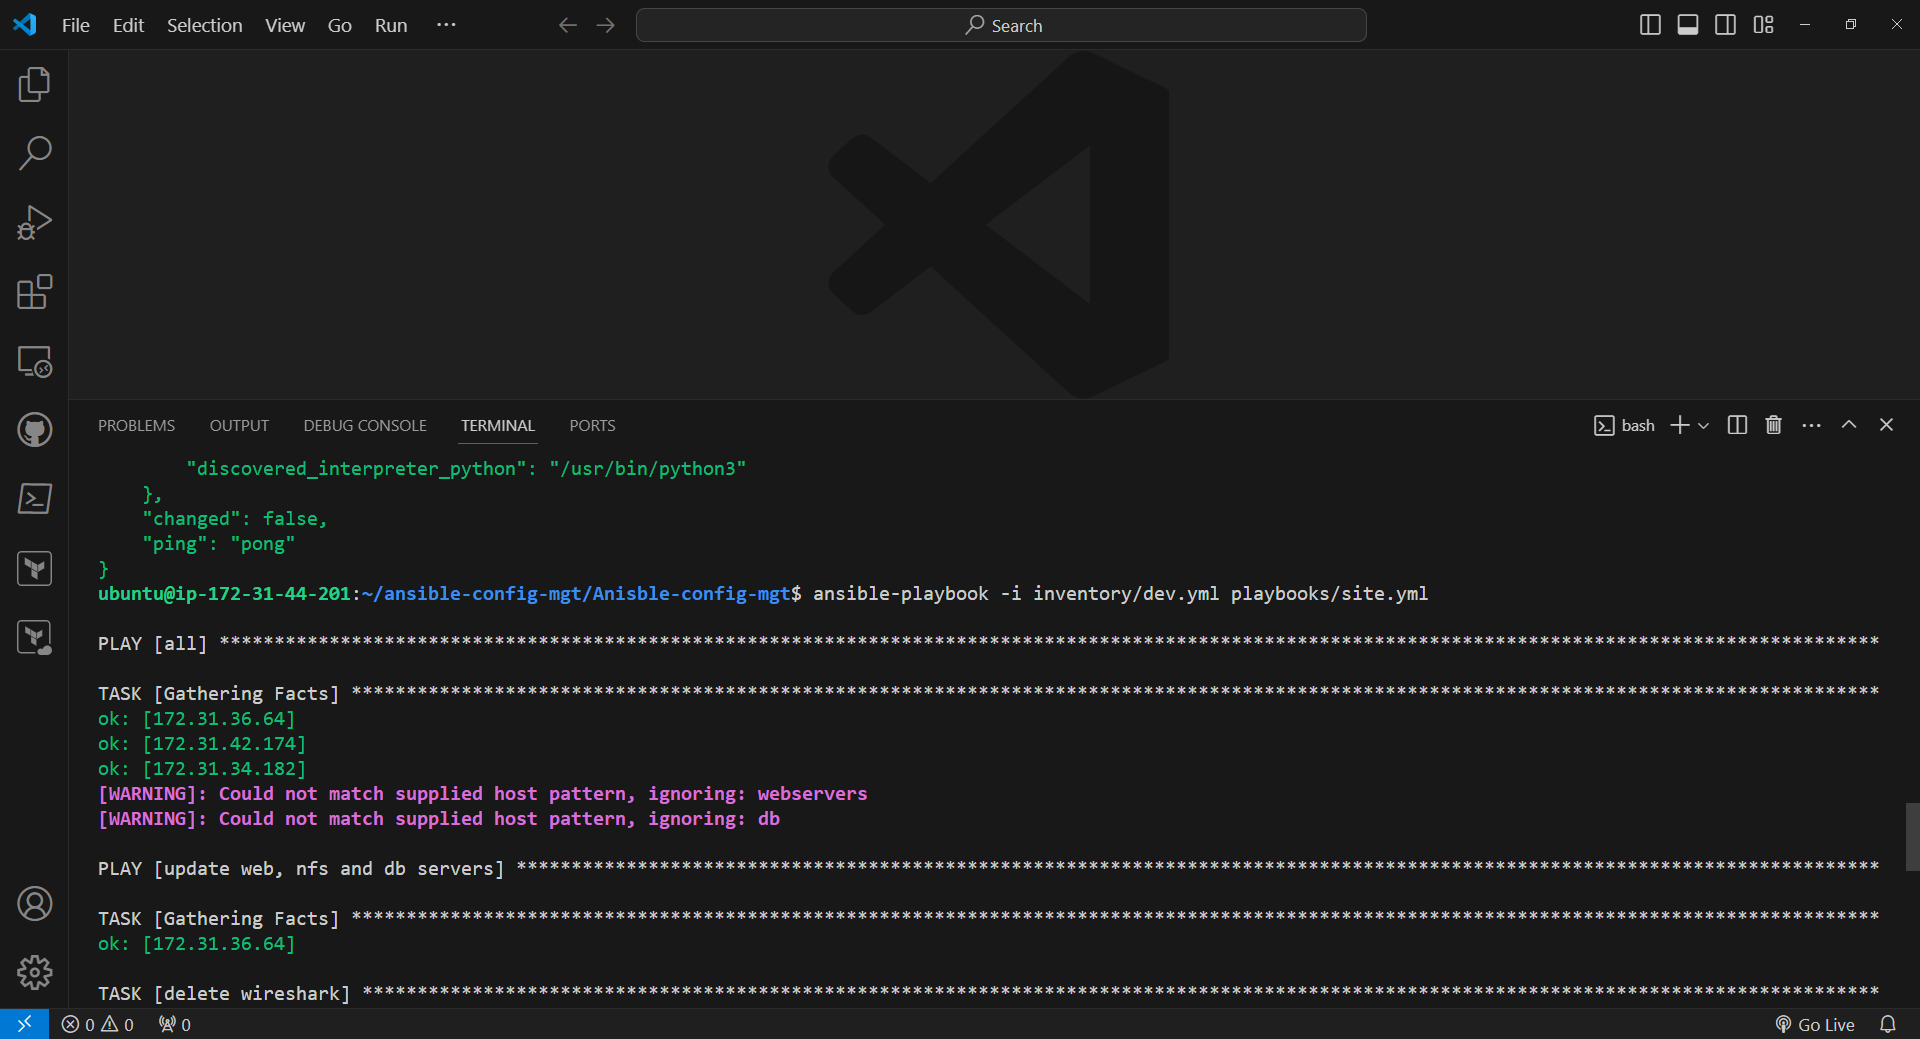 File Edit Selection View Go Run ··· Search
PROBLEMS OUTPUT DEBUG CONSOLE TERMINAL PORTS bash
"discovered_interpreter_python": "/usr/bin/python3"
},
"changed": false,
"ping": "pong"
}
ubuntu@ip-172-31-44-201:~/ansible-config-mgt/Anisble-config-mgt$ ansible-playbook -i inventory/dev.yml playbooks/site.yml
PLAY [all] *******************************************************************************************************************************************************
TASK [Gathering Facts] *******************************************************************************************************************************************
ok: [172.31.36.64]
ok: [172.31.42.174]
ok: [172.31.34.182]
[WARNING]: Could not match supplied host pattern, ignoring: webservers
[WARNING]: Could not match supplied host pattern, ignoring: db
PLAY [update web, nfs and db servers] ****************************************************************************************************************************
TASK [Gathering Facts] *******************************************************************************************************************************************
ok: [172.31.36.64]
TASK [delete wireshark] ******************************************************************************************************************************************
0 0 0 Go Live